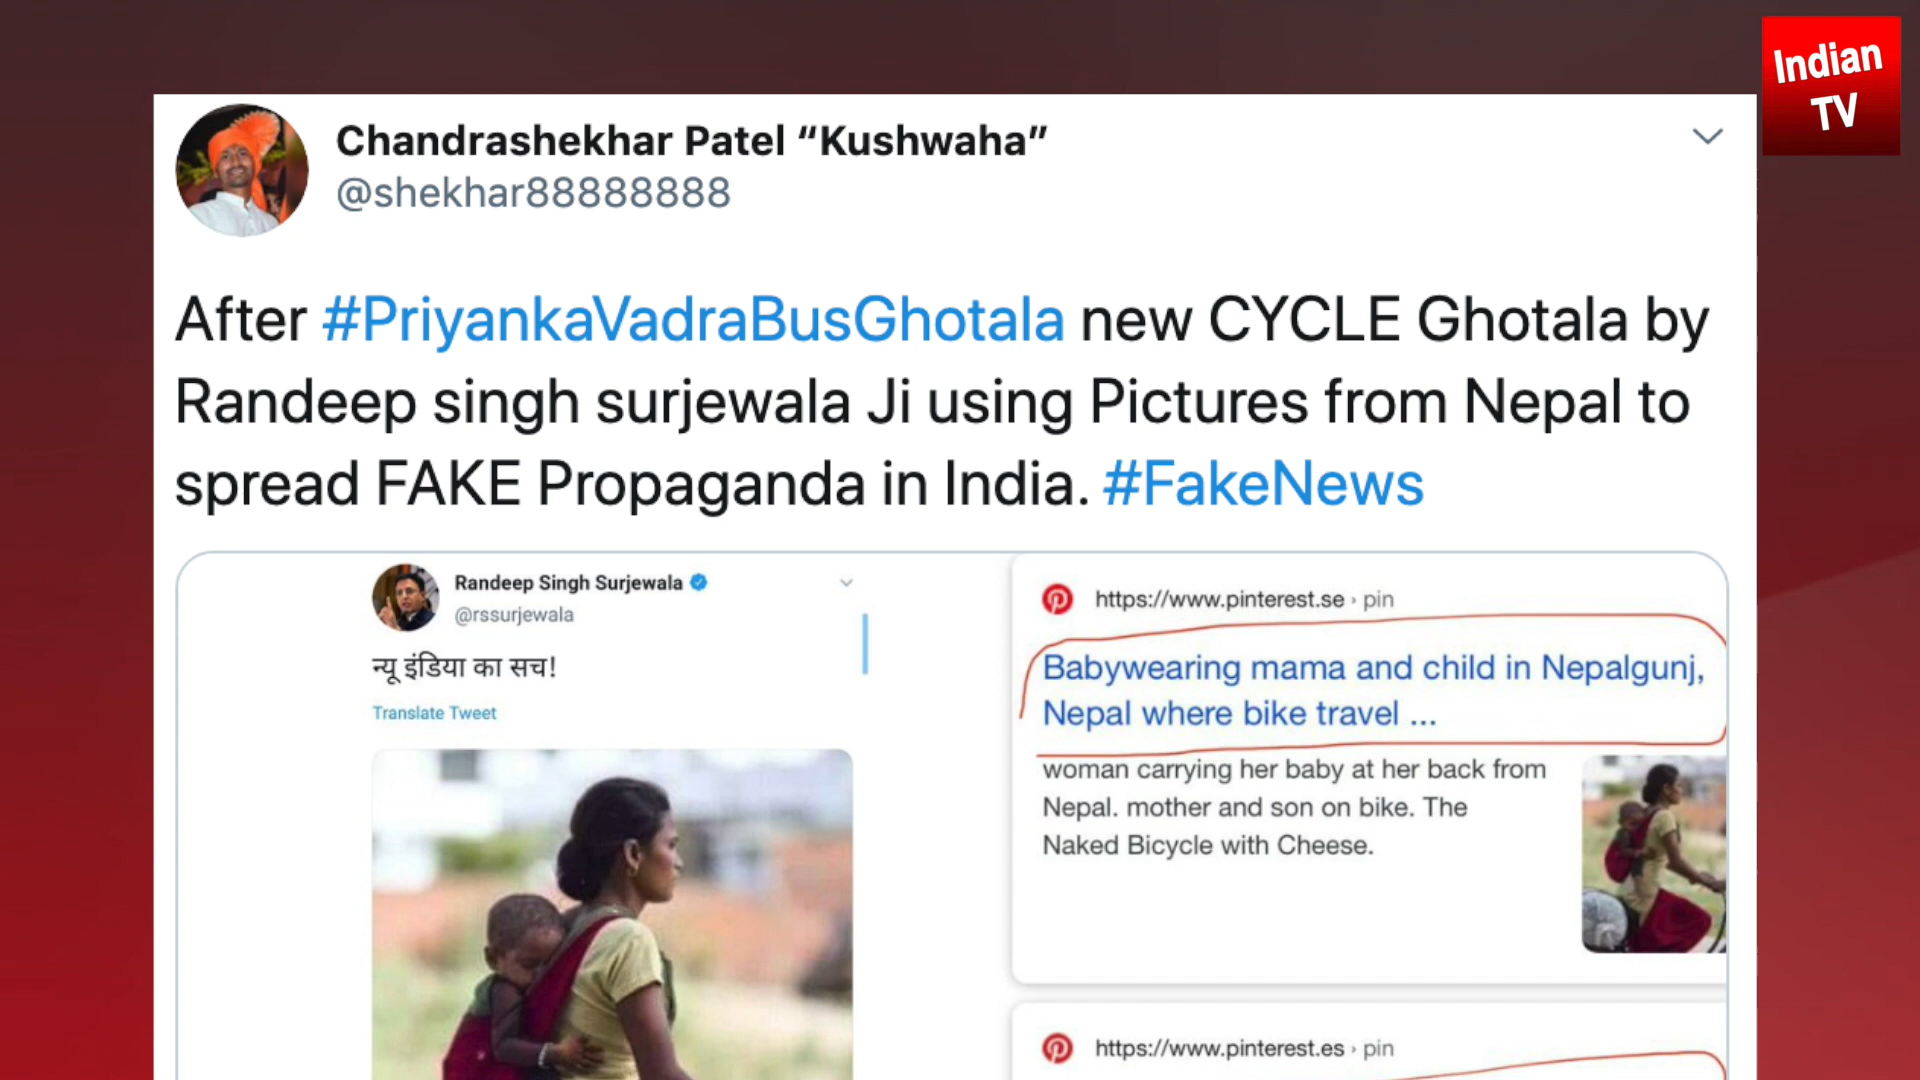 Indian
TV
Chandrashekhar Patel “Kushwaha”
@shekhar88888888
After #PriyankaVadraBusGhotala new CYCLE Ghotala by
Randeep singh surjewala Ji using Pictures from Nepal to
spread FAKE Propaganda in India. #FakeNews
Randeep Singh Surjewala
@rssurjewala
न्यू इंडिया का सच!
Translate Tweet
https://www.pinterest.se › pin
Babywearing mama and child in Nepalgunj,
Nepal where bike travel ...
woman carrying her baby at her back from
Nepal. mother and son on bike. The
Naked Bicycle with Cheese.
https://www.pinterest.es › pin